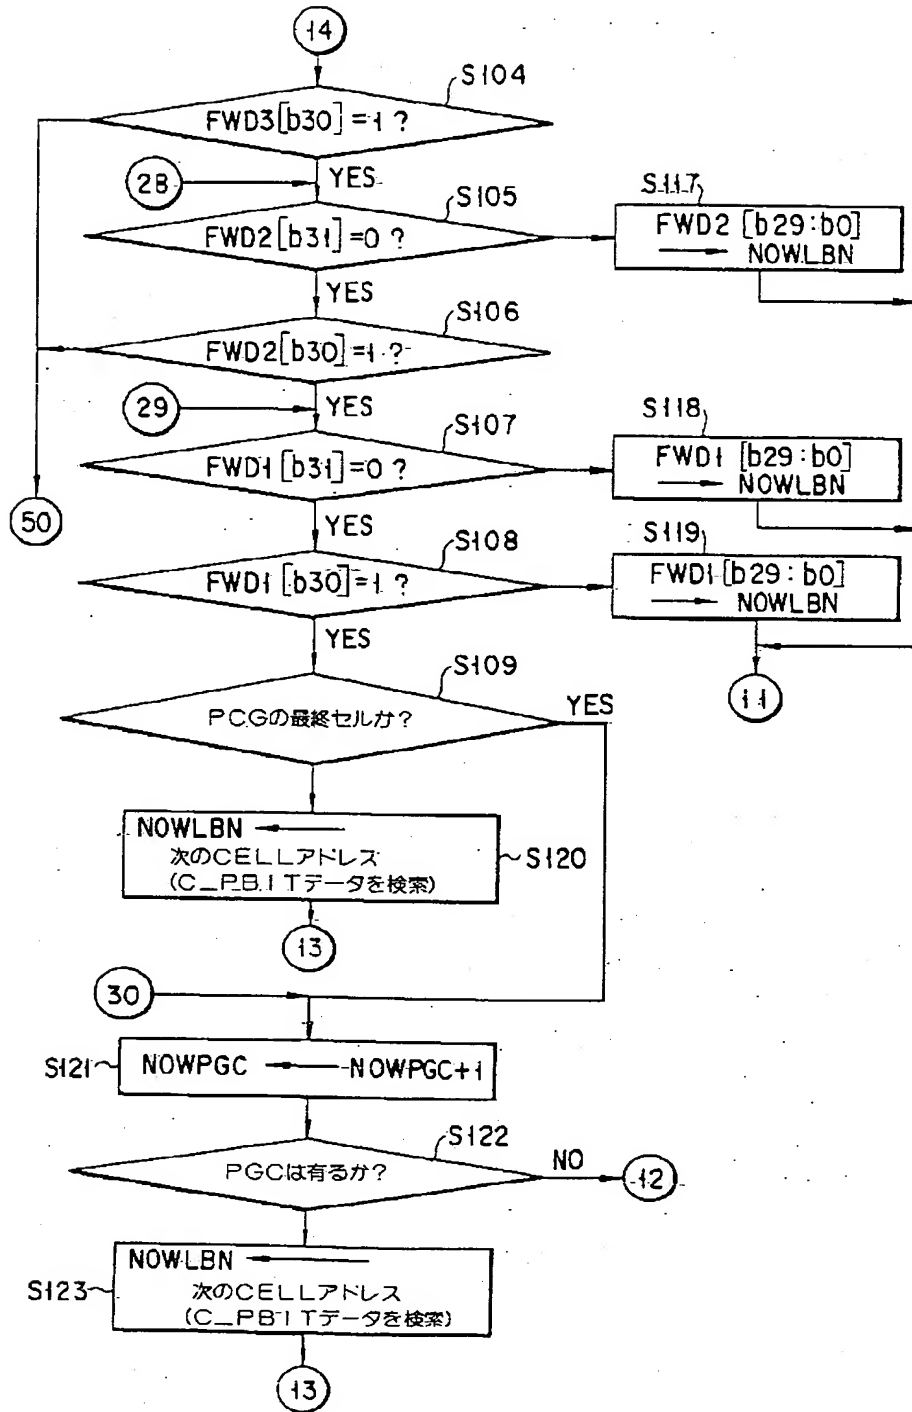 14
S104
FWD3[b30]=1?
YES
28
S105
S117
FWD2[b31]=0?
FWD2 [b29:b0]
NOWLBN
YES
S106
FWD2[b30]=1?
YES
29
S107
S118
FWD1[b31]=0?
FWD1 [b29:b0]
NOWLBN
50
YES
S108
S119
FWD1[b30]=1?
FWD1[b29:b0]
NOWLBN
YES
S109
11
PCGの最終セルか?
YES
NOWLBN
次のCELLアドレス
(C_PBITデータを検索)
S120
13
30
S121
NOWPGC
NOWPGC+1
S122
PGCは有るか?
NO
12
NOWLBN
S123
次のCELLアドレス
(C_PBITデータを検索)
13